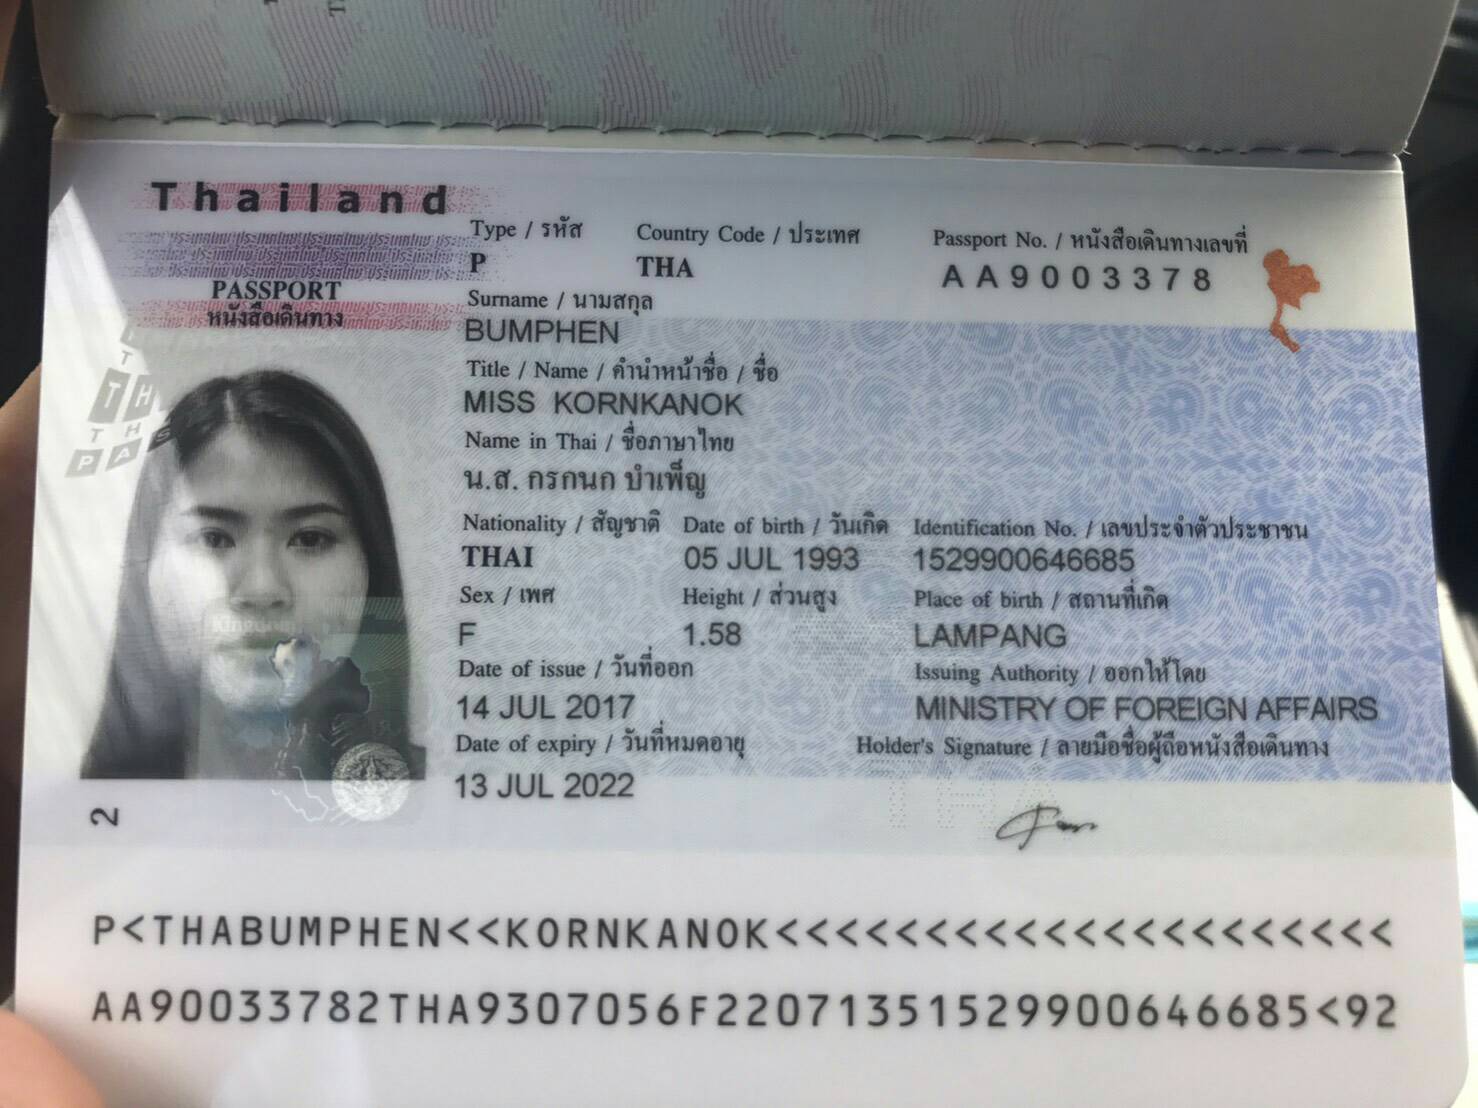 Thailand
PASSPORT
หนังสือเดินทาง
Type / รหัส Country Code / ประเทศ Passport No. / หนังสือเดินทางเลขที่
P THA AA9003378
Surname / นามสกุล
BUMPHEN
Title / Name / คำนำหน้าชื่อ / ชื่อ
MISS KORNKANOK
Name in Thai / ชื่อภาษาไทย
น.ส. กรกนก บำเพ็ญ
Nationality / สัญชาติ Date of birth / วันเกิด Identification No. / เลขประจำตัวประชาชน
THAI 05 JUL 1993 1529900646685
Sex / เพศ Height / ส่วนสูง Place of birth / สถานที่เกิด
F 1.58 LAMPANG
Date of issue / วันที่ออก Issuing Authority / ออกให้โดย
14 JUL 2017 MINISTRY OF FOREIGN AFFAIRS
Date of expiry / วันที่หมดอายุ Holder's Signature / ลายมือชื่อผู้ถือหนังสือเดินทาง
13 JUL 2022
2
P<THABUMPHEN<<KORNKANOK<<<<<<<<<<<<<<<<<<<<<
AA90033782THA9307056F22071351529900646685<92